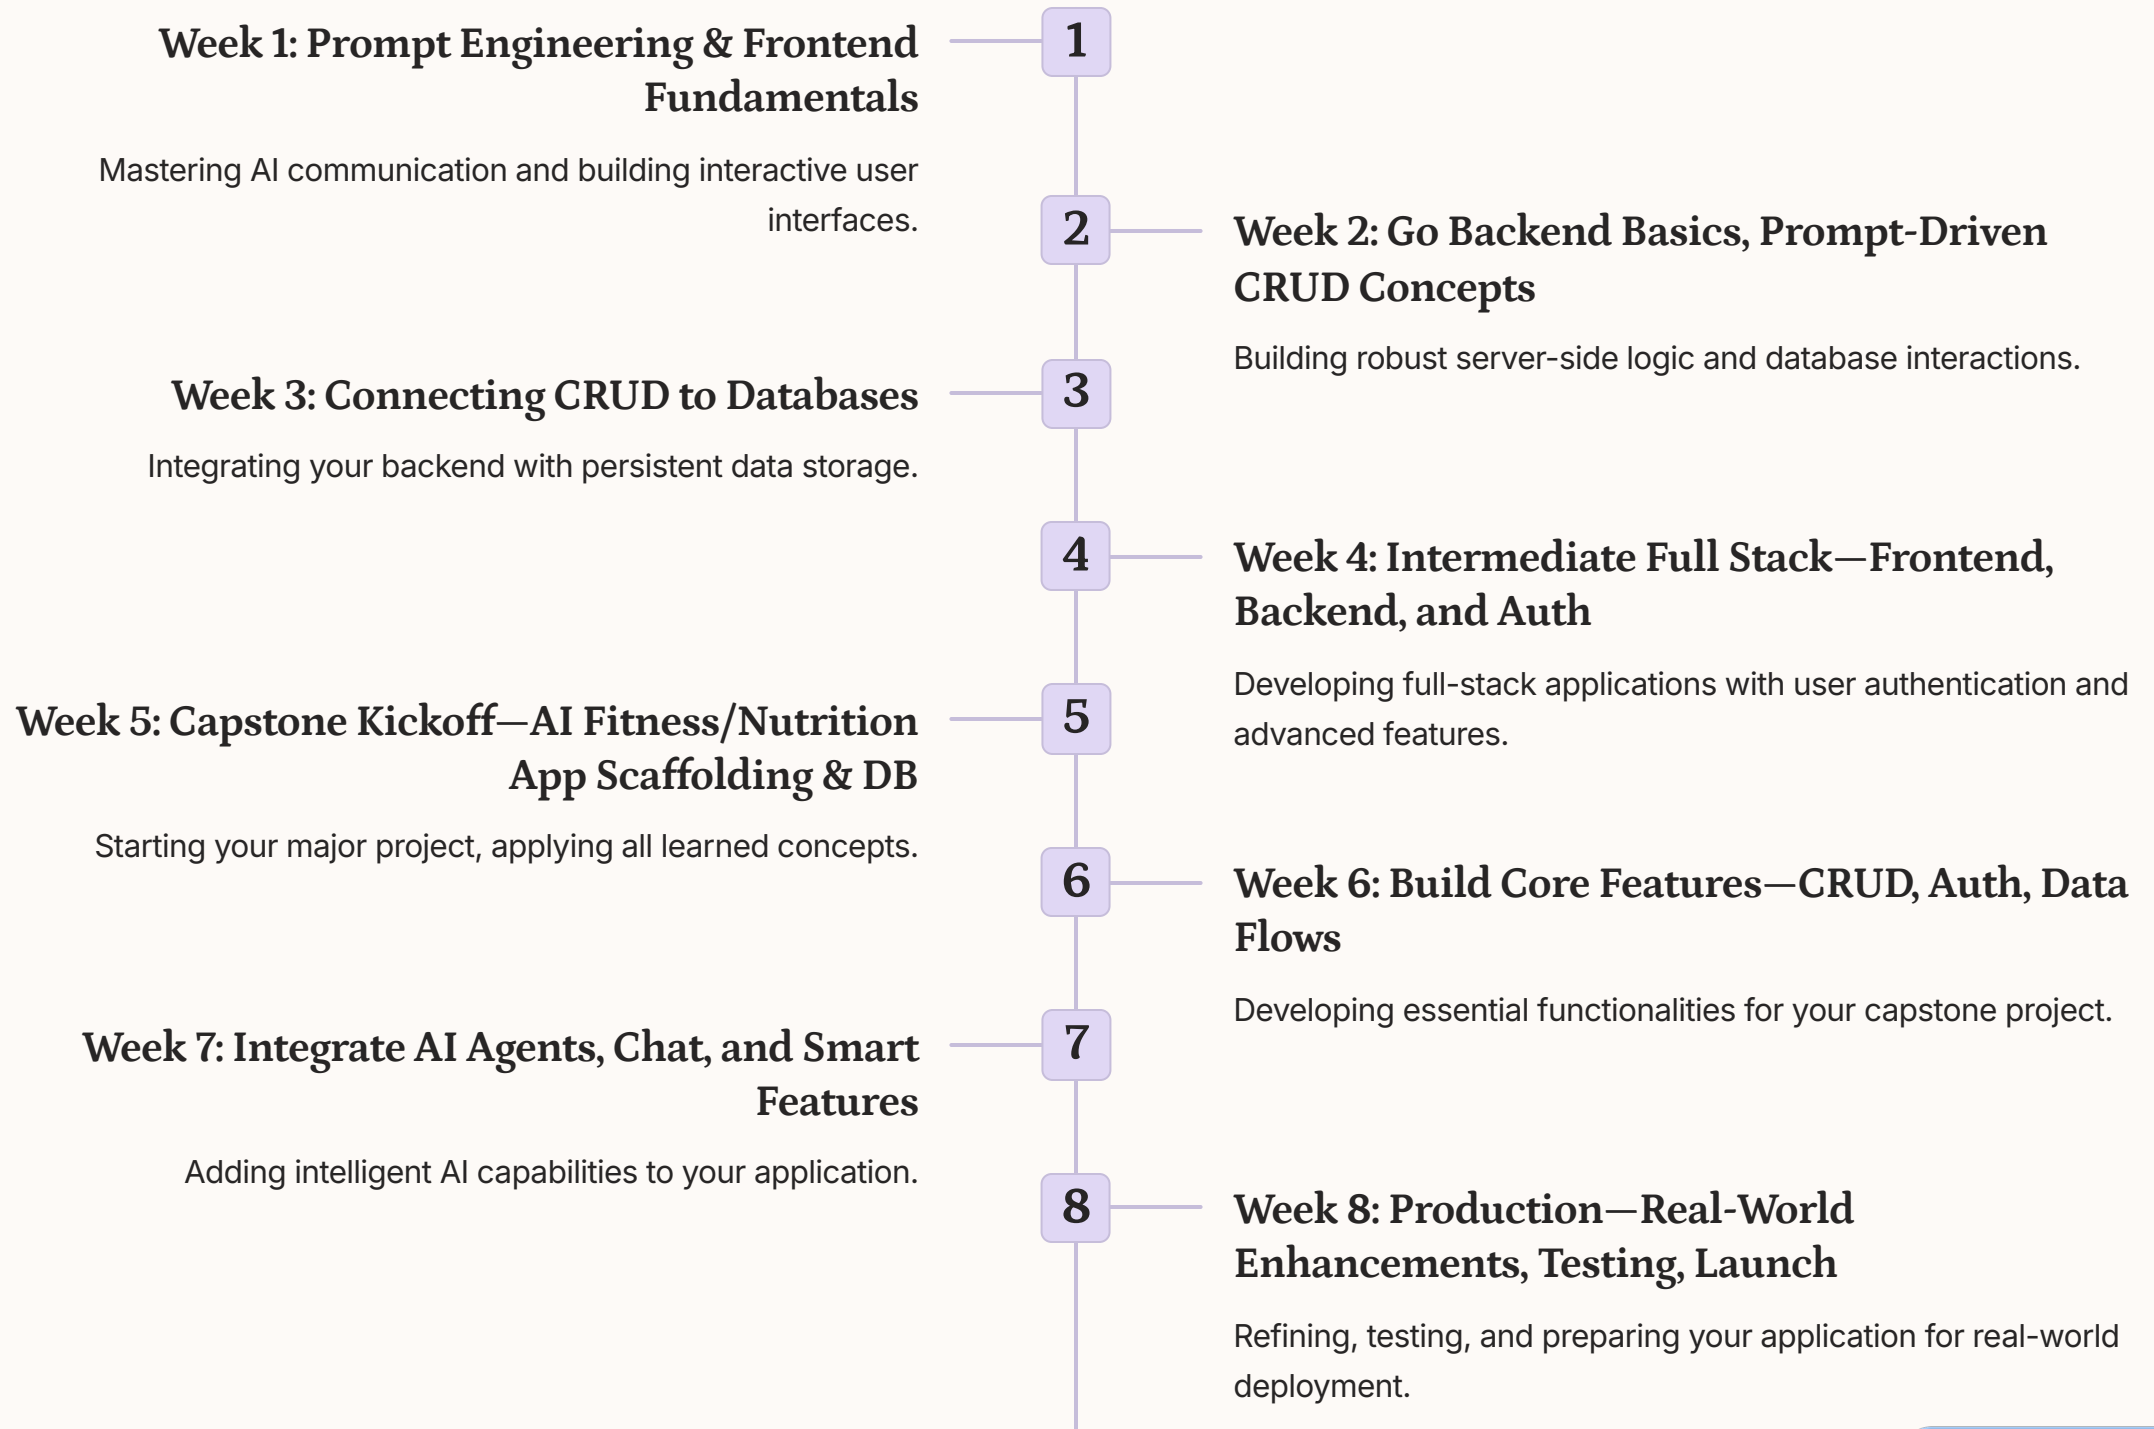 1
Week 1: Prompt Engineering & Frontend
Fundamentals
Mastering AI communication and building interactive user
interfaces.
2
Week 2: Go Backend Basics, Prompt-Driven
CRUD Concepts
Building robust server-side logic and database interactions.
3
Week 3: Connecting CRUD to Databases
Integrating your backend with persistent data storage.
4
Week 4: Intermediate Full Stack—Frontend,
Backend, and Auth
Developing full-stack applications with user authentication and
advanced features.
5
Week 5: Capstone Kickoff—AI Fitness/Nutrition
App Scaffolding & DB
Starting your major project, applying all learned concepts.
6
Week 6: Build Core Features—CRUD, Auth, Data
Flows
Developing essential functionalities for your capstone project.
7
Week 7: Integrate AI Agents, Chat, and Smart
Features
Adding intelligent AI capabilities to your application.
8
Week 8: Production—Real-World
Enhancements, Testing, Launch
Refining, testing, and preparing your application for real-world
deployment.